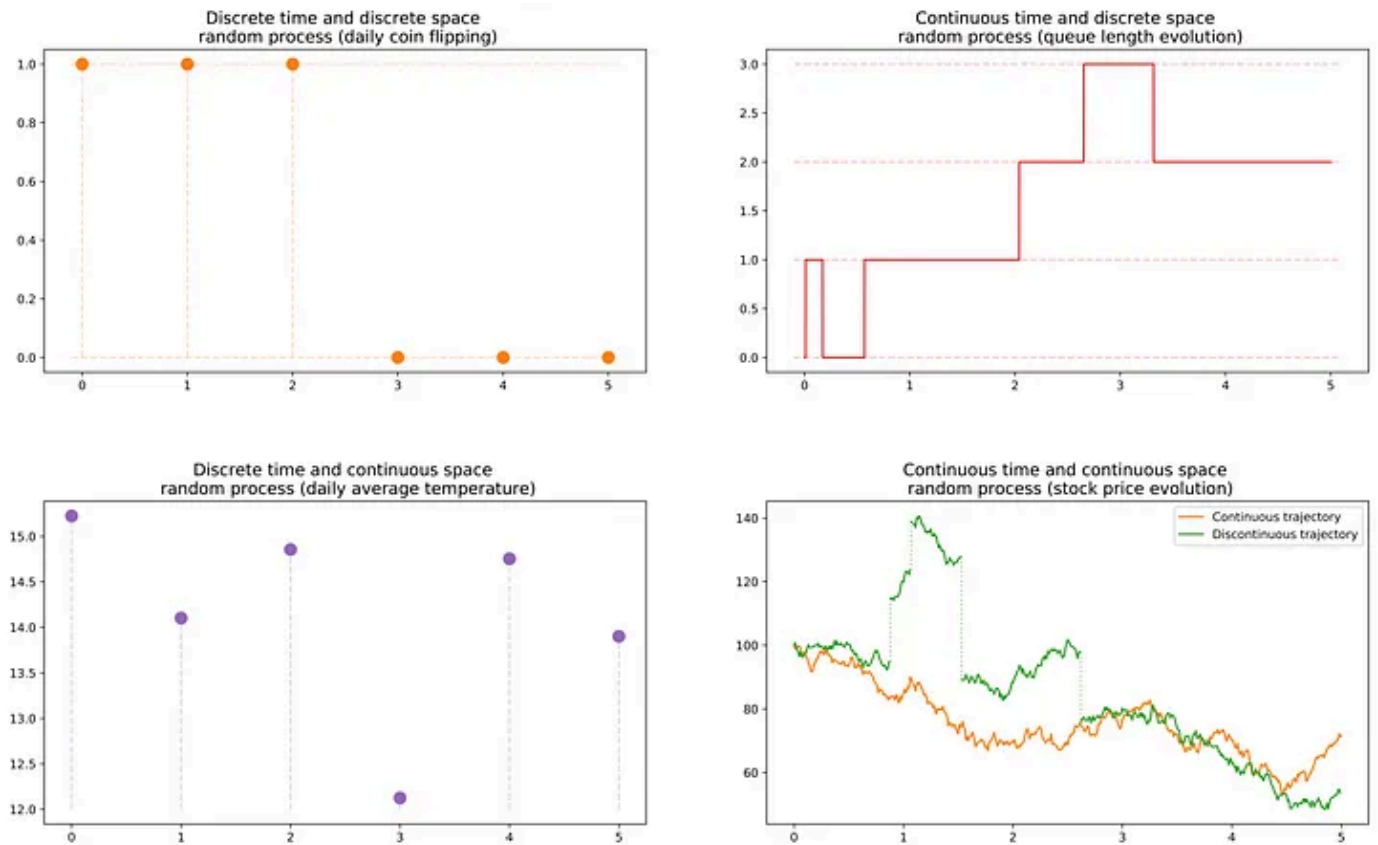 Discrete time and discrete space
random process (daily coin flipping)
1.0
0.8
0.6
0.4
0.2
0.0
0 1 2 3 4 5
Continuous time and discrete space
random process (queue length evolution)
3.0
2.5
2.0
1.5
1.0
0.5
0.0
0 1 2 3 4 5
Discrete time and continuous space
random process (daily average temperature)
15.0
14.5
14.0
13.5
13.0
12.5
12.0
0 1 2 3 4 5
Continuous time and continuous space
random process (stock price evolution)
Continuous trajectory
Discontinuous trajectory
140
120
100
80
60
0 1 2 3 4 5